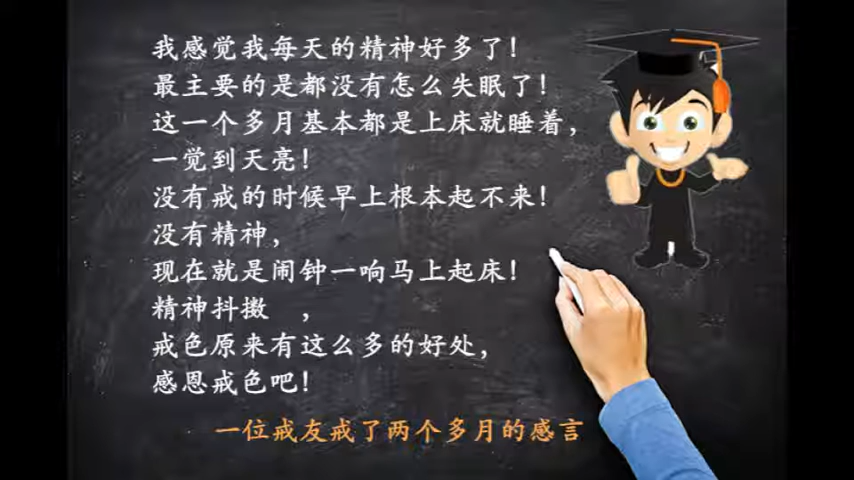 我感觉我每天的精神好多了！
最主要的是都没有怎么失眠了！
这一个多月基本都是上床就睡着，
一觉到天亮！
没有戒的时候早上根本起不来！
没有精神，
现在就是闹钟一响马上起床！
精神抖擞 ，
戒色原来有这么多的好处，
感恩戒色吧！
一位戒友戒了两个多月的感言